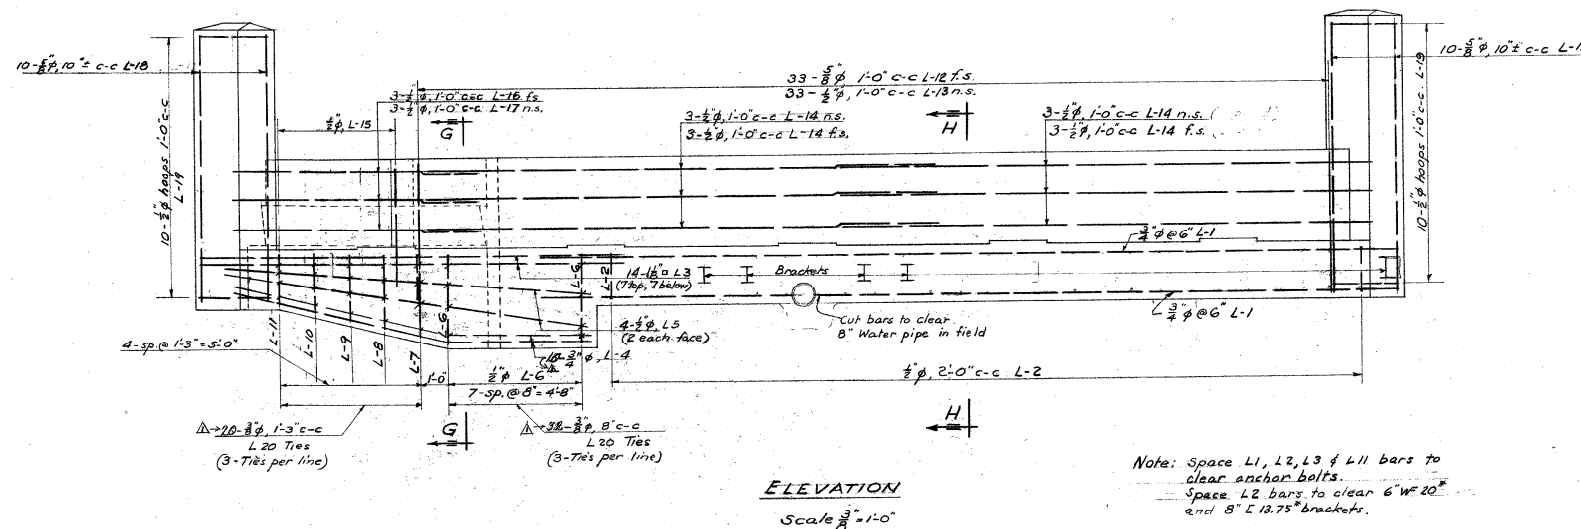 10-5/8"φ, 10"± c-c L-18
10-1/2"φ hoops 1'-0" c-c
L-19
3-1/2"φ, 1'-0" c-c L-16 f.s
3-1/2"φ, 1'-0" c-c L-17 n.s.
1/2"φ, L-15
G
33-5/8"φ, 1'-0" c-c L-12 f.s.
33-1/2"φ, 1'-0" c-c L-13 n.s.
3-1/2"φ, 1'-0" c-c L-14 n.s.
3-1/2"φ, 1'-0" c-c L-14 f.s.
H
3-1/2"φ, 1'-0" c-c L-14 n.s.
3-1/2"φ, 1'-0" c-c L-14 f.s.
10-5/8"φ, 10"± c-c
10-1/2"φ hoops 1'-0" c-c L-19
3/4"φ @ 6" L-1
14-1 1/8"□ L3
(7 top, 7 below)
Brackets
L-6
L-2
3/4"φ @ 6" L-1
Cut bars to clear
8" Water pipe in field
4-1/2"φ, L5
(2 each face)
3/4"φ, L-4
L-11
L-10
L-9
L-8
L-7
L-6
4-sp.@ 1'-3" = 5'-0"
1'-0"
1/2"φ L-6
7-sp.@ 8" = 4'-8"
1/2"φ, 2'-0" c-c L-2
20-3/8"φ, 1'-3" c-c
L20 Ties
(3-Ties per line)
G
32-3/8"φ, 8" c-c
L20 Ties
(3-Ties per line)
H
ELEVATION
Scale 3/8" = 1'-0"
Note: Space L1, L2, L3 & L11 bars to
clear anchor bolts.
Space L2 bars to clear 6"WF 20#
and 8"[ 13.75# brackets.